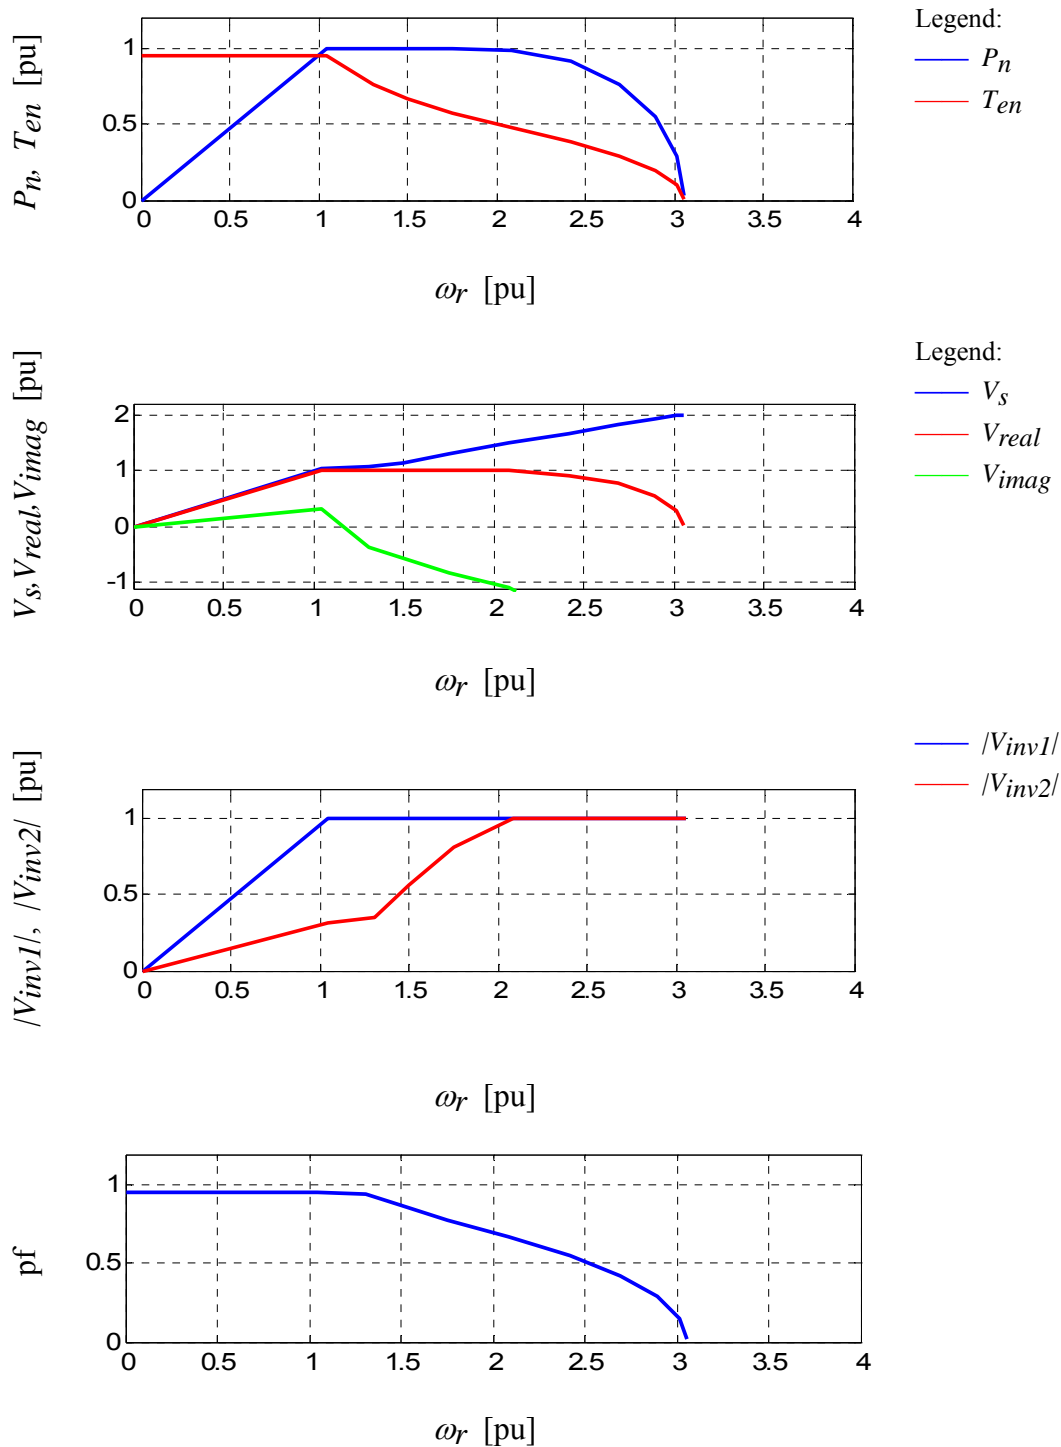 Legend:
Pn
Ten
Pn, Ten [pu]
1
0.5
0
0 0.5 1 1.5 2 2.5 3 3.5 4
ωr [pu]
Legend:
Vs
Vreal
Vimag
Vs,Vreal,Vimag [pu]
2
1
0
-1
0 0.5 1 1.5 2 2.5 3 3.5 4
ωr [pu]
|Vinv1|
|Vinv2|
|Vinv1|, |Vinv2| [pu]
1
0.5
0
0 0.5 1 1.5 2 2.5 3 3.5 4
ωr [pu]
pf
1
0.5
0
0 0.5 1 1.5 2 2.5 3 3.5 4
ωr [pu]